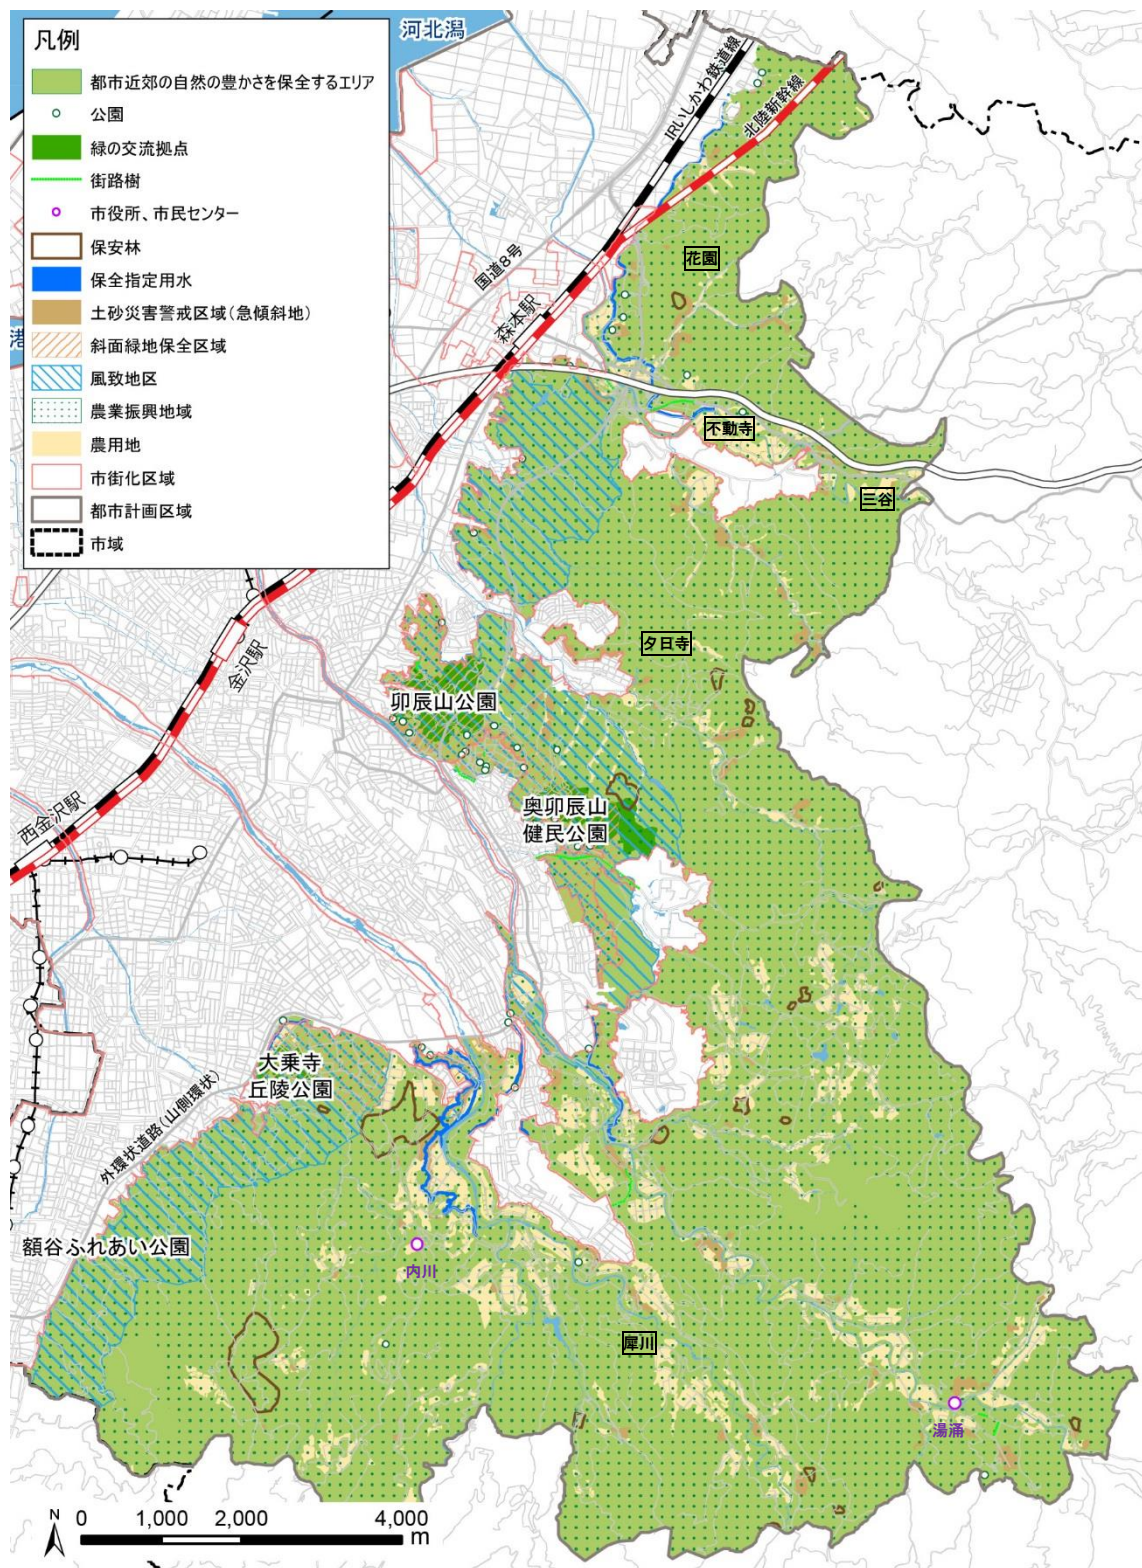 凡例
都市近郊の自然の豊かさを保全するエリア
公園
緑の交流拠点
街路樹
市役所、市民センター
保安林
保全指定用水
土砂災害警戒区域(急傾斜地)
斜面緑地保全区域
風致地区
農業振興地域
農用地
市街化区域
都市計画区域
市域
河北潟
IRいしかわ鉄道線
北陸新幹線
花園
国道8号
港
森本駅
不動寺
三谷
夕日寺
金沢駅
卯辰山公園
奥卯辰山
健民公園
西金沢駅
大乗寺
丘陵公園
外環状道路(山側環状)
額谷ふれあい公園
内川
犀川
湯涌
N
0 1,000 2,000 4,000
m